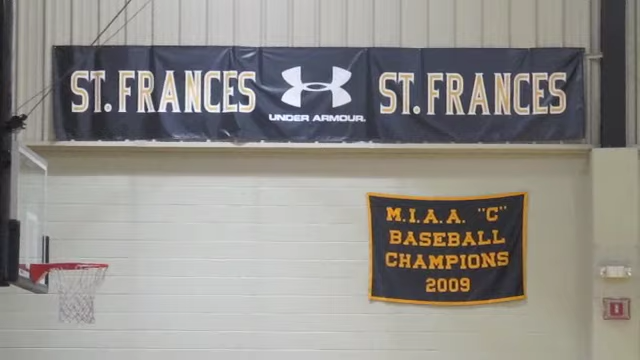 ST. FRANCES UNDER ARMOUR. ST. FRANCES
M.I.A.A. "C"
BASEBALL
CHAMPIONS
2009